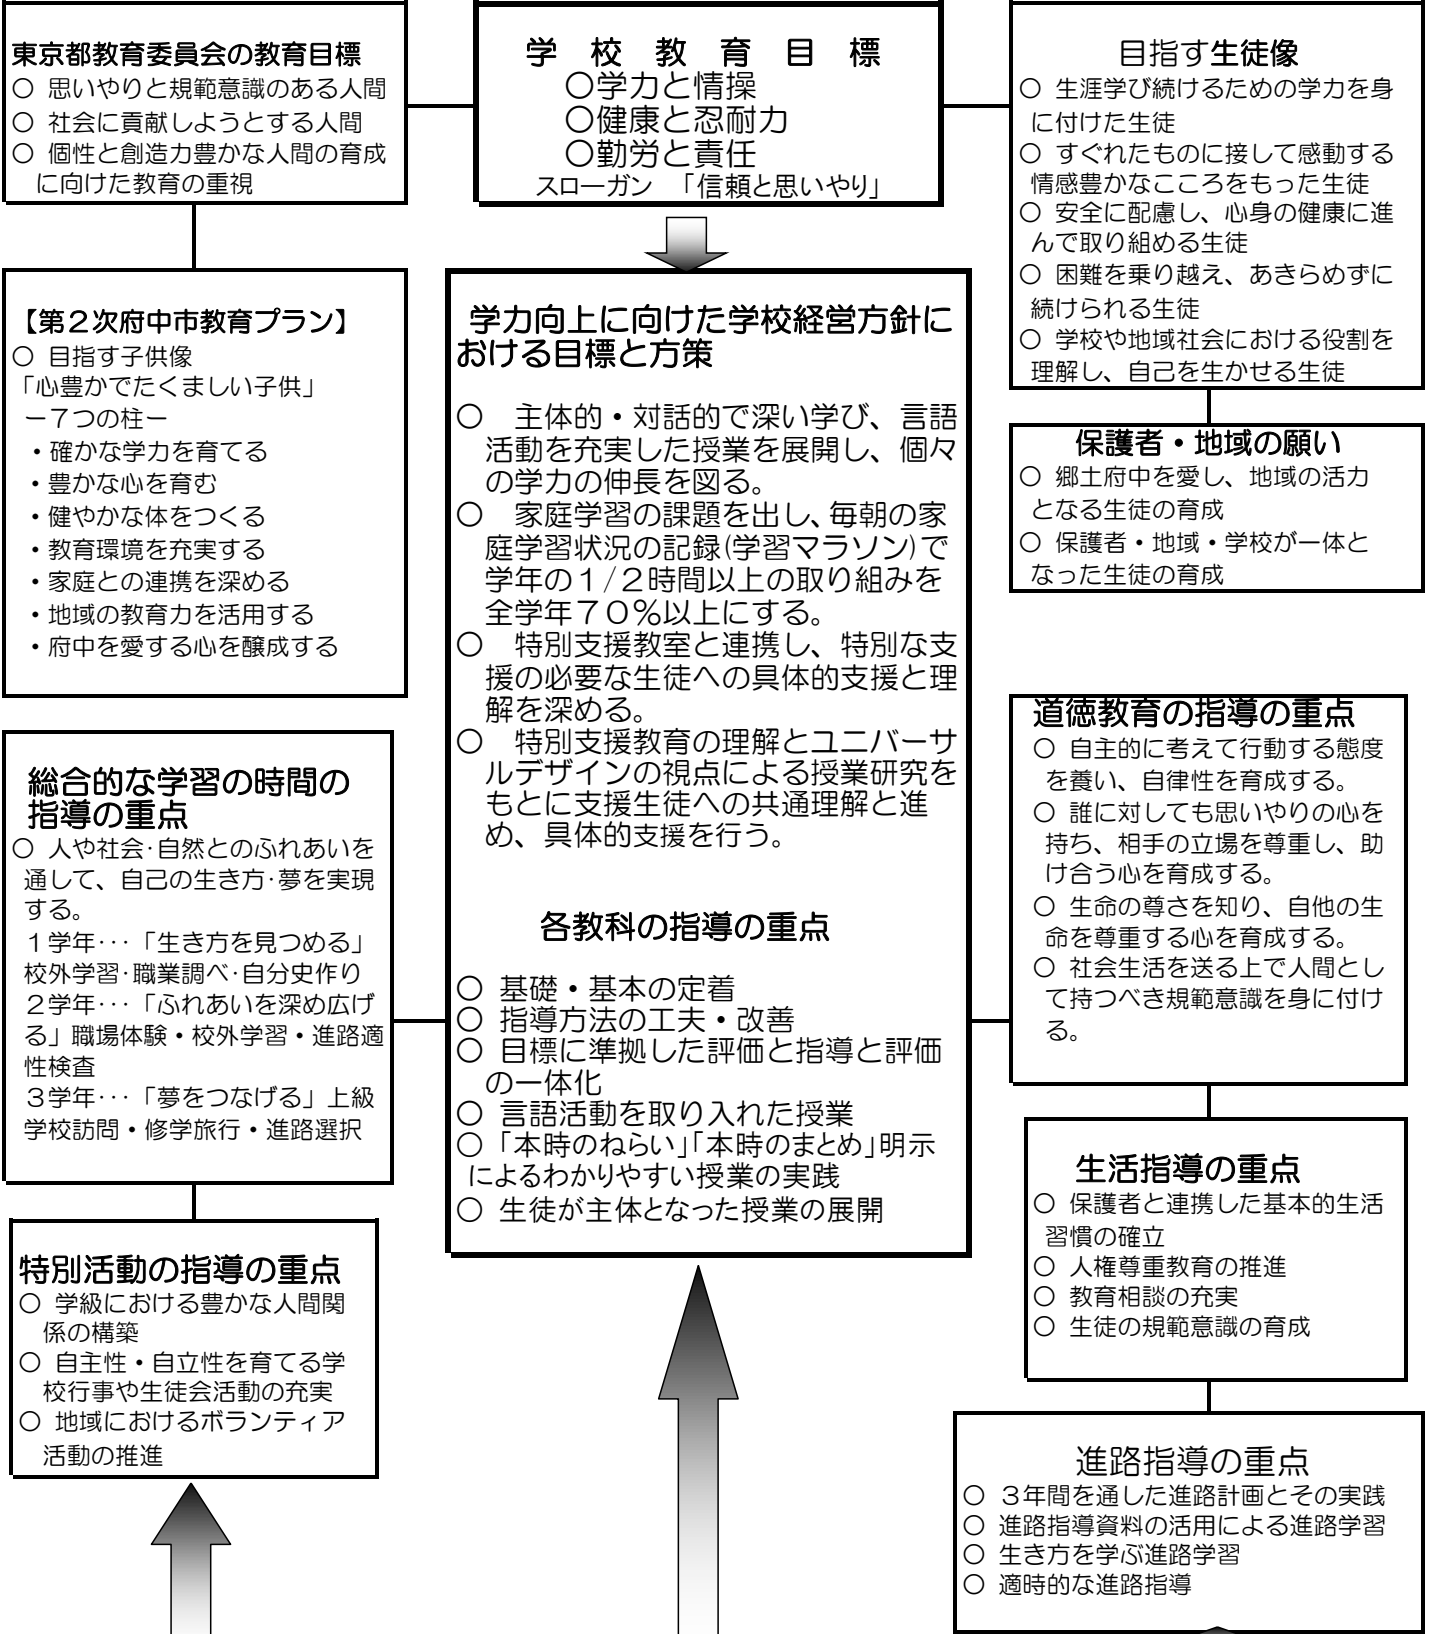 東京都教育委員会の教育目標
○ 思いやりと規範意識のある人間
○ 社会に貢献しようとする人間
○ 個性と創造力豊かな人間の育成
に向けた教育の重視
学 校 教 育 目 標
○学力と情操
○健康と忍耐力
○勤労と責任
スローガン 「信頼と思いやり」
目指す生徒像
○ 生涯学び続けるための学力を身
に付けた生徒
○ すぐれたものに接して感動する
情感豊かなこころをもった生徒
○ 安全に配慮し、心身の健康に進
んで取り組める生徒
○ 困難を乗り越え、あきらめずに
続けられる生徒
○ 学校や地域社会における役割を
理解し、自己を生かせる生徒
【第２次府中市教育プラン】
○ 目指す子供像
「心豊かでたくましい子供」
ー７つの柱ー
・確かな学力を育てる
・豊かな心を育む
・健やかな体をつくる
・教育環境を充実する
・家庭との連携を深める
・地域の教育力を活用する
・府中を愛する心を醸成する
学力向上に向けた学校経営方針に
おける目標と方策
○ 主体的・対話的で深い学び、言語
活動を充実した授業を展開し、個々
の学力の伸長を図る。
○ 家庭学習の課題を出し、毎朝の家
庭学習状況の記録(学習マラソン)で
学年の１/２時間以上の取り組みを
全学年７０％以上にする。
○ 特別支援教室と連携し、特別な支
援の必要な生徒への具体的支援と理
解を深める。
○ 特別支援教育の理解とユニバーサ
ルデザインの視点による授業研究を
もとに支援生徒への共通理解と進
め、具体的支援を行う。
各教科の指導の重点
○ 基礎・基本の定着
○ 指導方法の工夫・改善
○ 目標に準拠した評価と指導と評価
の一体化
○ 言語活動を取り入れた授業
○「本時のねらい」「本時のまとめ」明示
によるわかりやすい授業の実践
○ 生徒が主体となった授業の展開
保護者・地域の願い
○ 郷土府中を愛し、地域の活力
となる生徒の育成
○ 保護者・地域・学校が一体と
なった生徒の育成
総合的な学習の時間の
指導の重点
○ 人や社会･自然とのふれあいを
通して、自己の生き方･夢を実現
する。
１学年･･･「生き方を見つめる」
校外学習･職業調べ･自分史作り
２学年･･･「ふれあいを深め広げ
る」職場体験・校外学習・進路適
性検査
３学年･･･「夢をつなげる」上級
学校訪問・修学旅行・進路選択
道徳教育の指導の重点
○ 自主的に考えて行動する態度
を養い、自律性を育成する。
○ 誰に対しても思いやりの心を
持ち、相手の立場を尊重し、助
け合う心を育成する。
○ 生命の尊さを知り、自他の生
命を尊重する心を育成する。
○ 社会生活を送る上で人間とし
て持つべき規範意識を身に付け
る。
特別活動の指導の重点
○ 学級における豊かな人間関
係の構築
○ 自主性・自立性を育てる学
校行事や生徒会活動の充実
○ 地域におけるボランティア
活動の推進
生活指導の重点
○ 保護者と連携した基本的生活
習慣の確立
○ 人権尊重教育の推進
○ 教育相談の充実
○ 生徒の規範意識の育成
進路指導の重点
○ ３年間を通した進路計画とその実践
○ 進路指導資料の活用による進路学習
○ 生き方を学ぶ進路学習
○ 適時的な進路指導